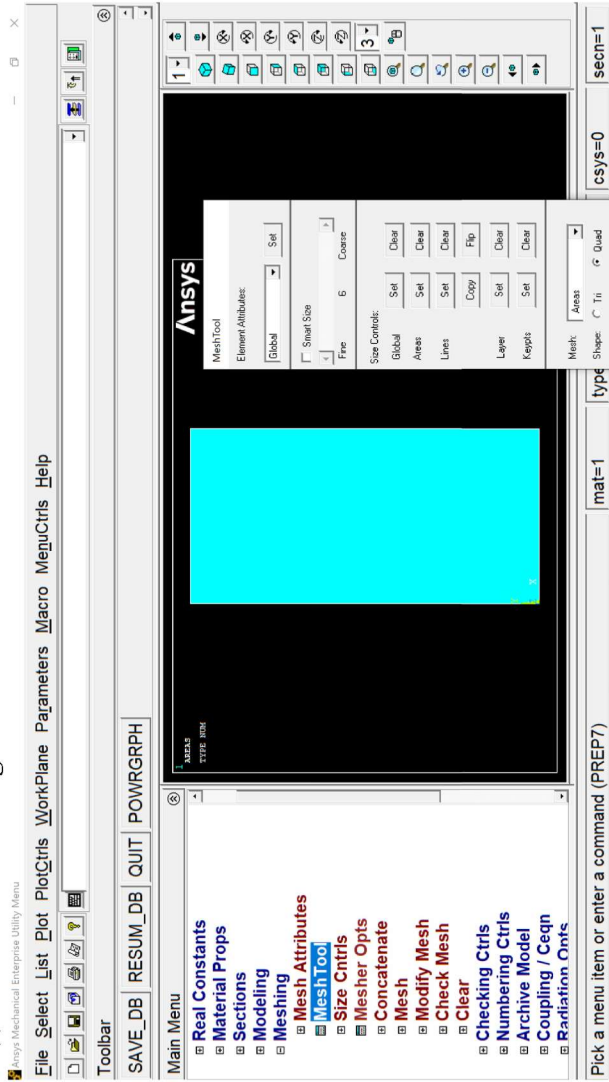 Ansys Mechanical Enterprise Utility Menu
File Select List Plot PlotCtrls WorkPlane Parameters Macro MenuCtrls Help
Toolbar
SAVE_DB RESUM_DB QUIT POWRGRPH
Main Menu
Real Constants
Material Props
Sections
Modeling
Meshing
Mesh Attributes
MeshTool
Size Cntrls
Mesher Opts
Concatenate
Mesh
Modify Mesh
Check Mesh
Clear
Checking Ctrls
Numbering Ctrls
Archive Model
Coupling / Ceqn
Radiation Opts
1
AREAS
TYPE NUM
Ansys
X
MeshTool
Element Attributes:
Global Set
Smart Size
Fine 6 Coarse
Size Controls:
Global Set Clear
Areas Set Clear
Lines Set Clear
Copy Flip
Layer Set Clear
Keypts Set Clear
Mesh: Areas
Shape: Tri Quad
1
3
Pick a menu item or enter a command (PREP7)
mat=1 type csys=0 secn=1